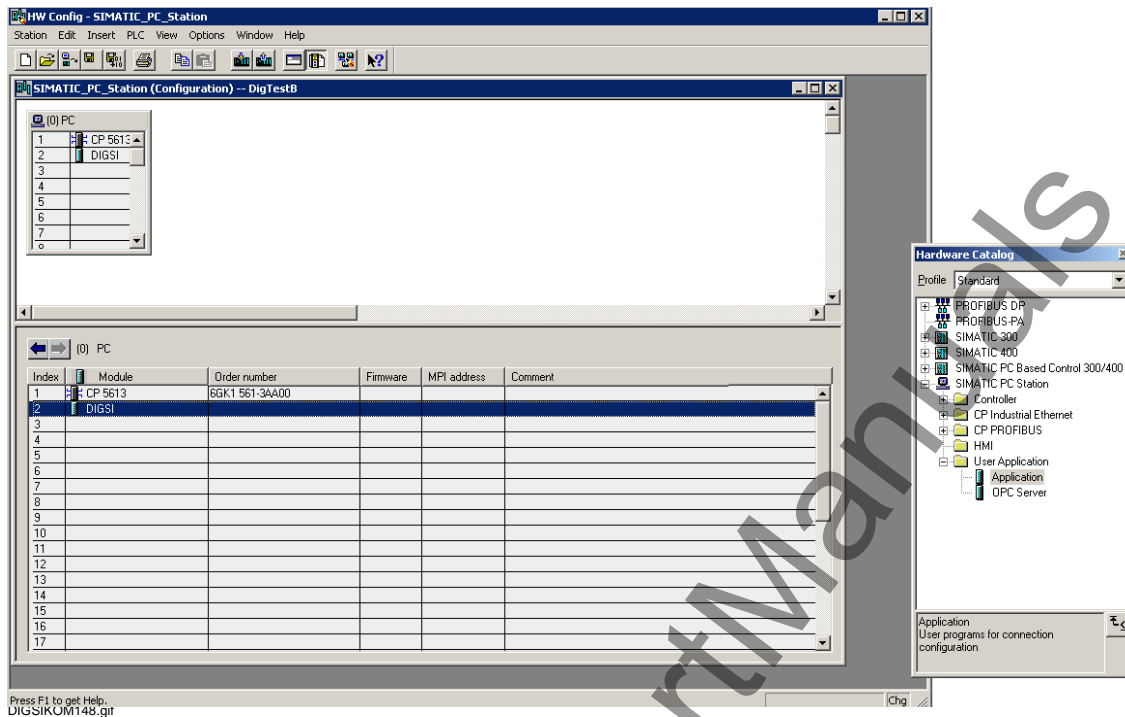 HW Config - SIMATIC_PC_Station
Station Edit Insert PLC View Options Window Help
SIMATIC_PC_Station (Configuration) -- DigTestB
(0) PC
1 CP 5613
2 DIGSI
3
4
5
6
7
(0) PC
Index Module Order number Firmware MPI address Comment
1 CP 5613 6GK1 561-3AA00
2 DIGSI
3
4
5
6
7
8
9
10
11
12
13
14
15
16
17
Hardware Catalog
Profile Standard
PROFIBUS DP
PROFIBUS-PA
SIMATIC 300
SIMATIC 400
SIMATIC PC Based Control 300/400
SIMATIC PC Station
Controller
CP Industrial Ethernet
CP PROFIBUS
HMI
User Application
Application
OPC Server
Application
User programs for connection
configuration
Press F1 to get Help.
Chg
DIGSIKOM148.gif
rtManuals